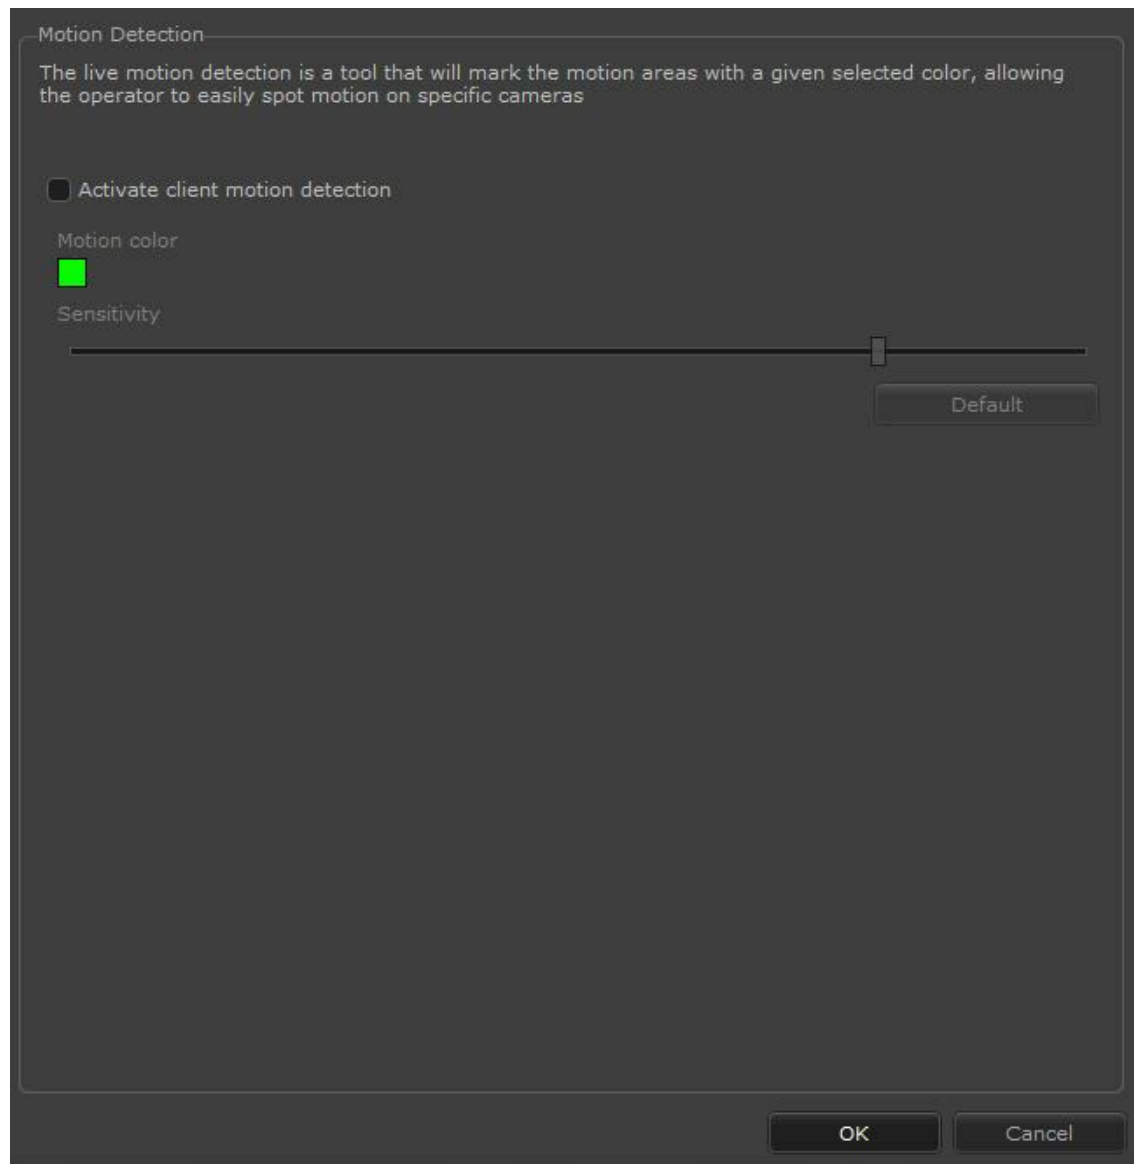 Motion Detection
The live motion detection is a tool that will mark the motion areas with a given selected color, allowing
the operator to easily spot motion on specific cameras
Activate client motion detection
Motion color
Sensitivity
Default
OK
Cancel